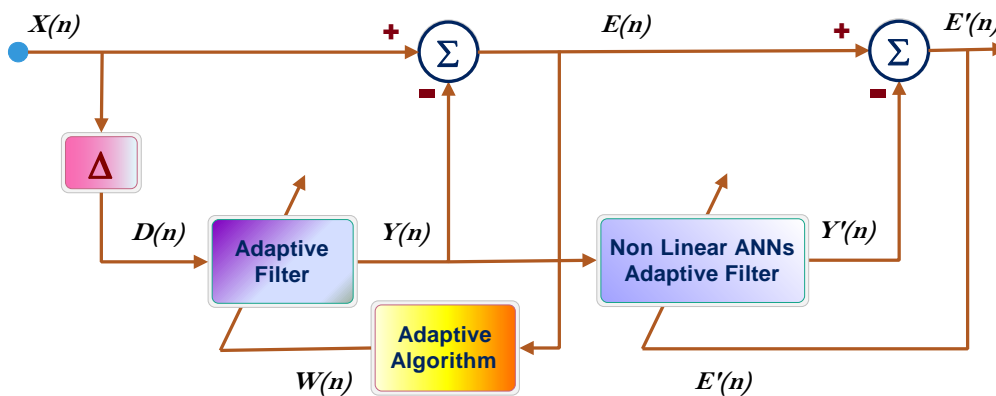 X(n)
+
Σ
E(n)
+
Σ
E'(n)
−
−
Δ
D(n)
Adaptive
Filter
Y(n)
Non Linear ANNs
Adaptive Filter
Y'(n)
Adaptive
Algorithm
W(n)
E'(n)